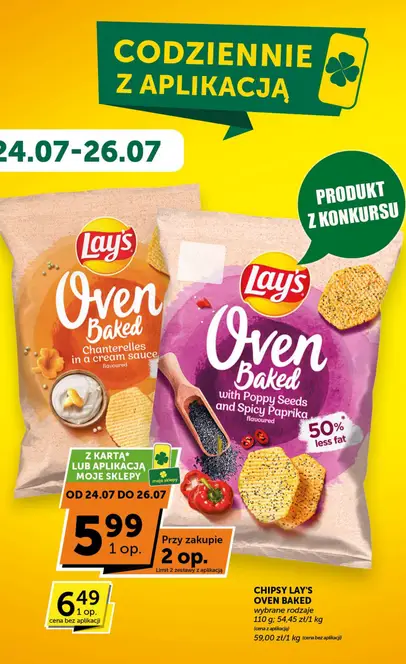 CODZIENNIE
Z APLIKACJĄ
24.07-26.07
PRODUKT
Z KONKURSU
Lay's
Oven
Baked
Chanterelles
in a cream sauce
flavoured
Lay's
Oven
Baked
with Poppy Seeds
and Spicy Paprika
flavoured
50%
less fat
Z KARTĄ*
LUB APLIKACJĄ
MOJE SKLEPY
moje sklepy
OD 24.07 DO 26.07
5.99
1 op.
Przy zakupie
2 op.
Limit 2 zestawy z aplikacją
6.49
1 op.
cena bez aplikacji
CHIPSY LAY'S
OVEN BAKED
wybrane rodzaje
110 g; 54,45 zł/1 kg
(cena z aplikacją)
59,00 zł/1 kg (cena bez aplikacji)